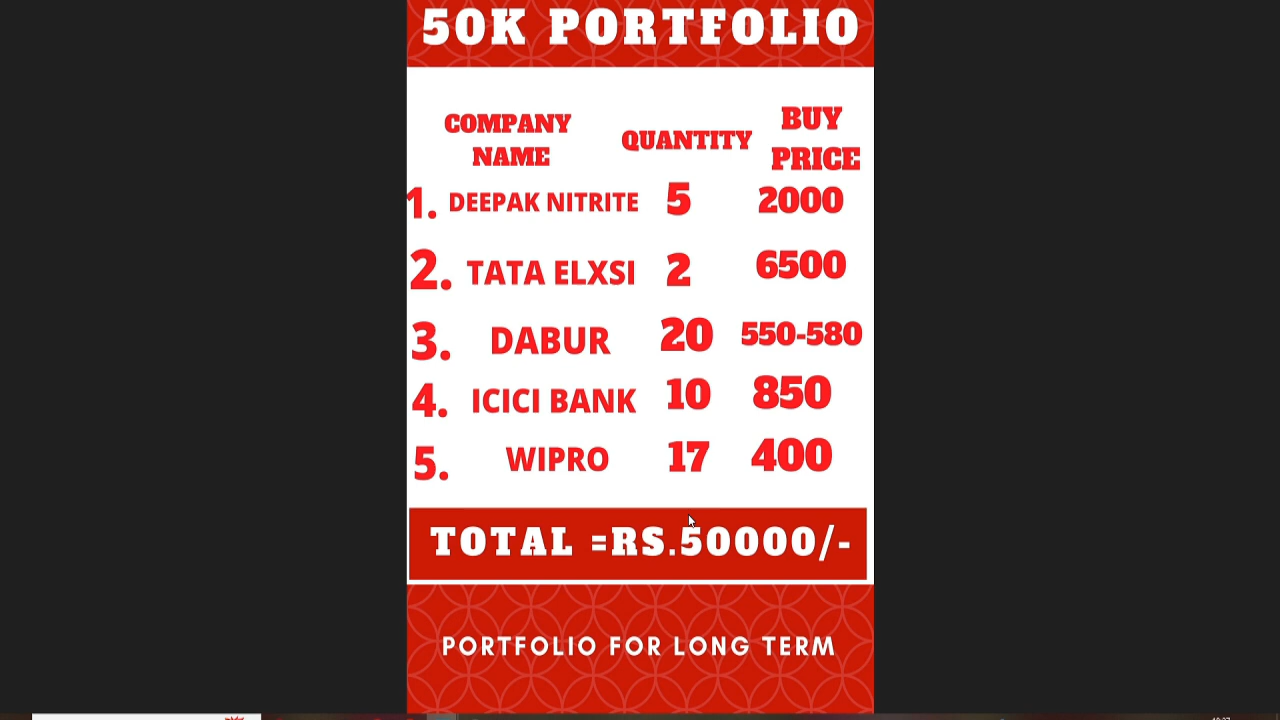 50K PORTFOLIO
COMPANY NAME QUANTITY BUY PRICE
1. DEEPAK NITRITE 5 2000
2. TATA ELXSI 2 6500
3. DABUR 20 550-580
4. ICICI BANK 10 850
5. WIPRO 17 400
TOTAL =RS.50000/-
PORTFOLIO FOR LONG TERM